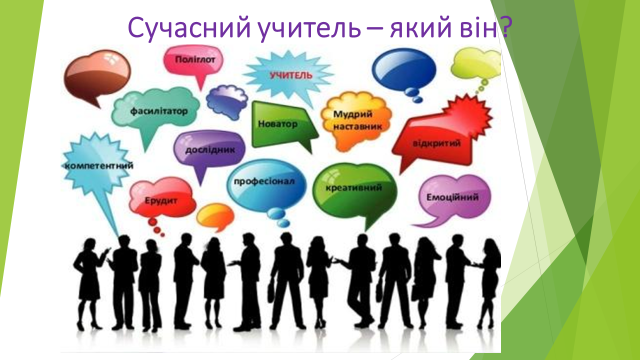 Сучасний учитель – який він?
Поліглот
УЧИТЕЛЬ
фасилітатор
Новатор
Мудрий
наставник
дослідник
відкритий
компетентний
професіонал
креативний
Ерудит
Емоційний